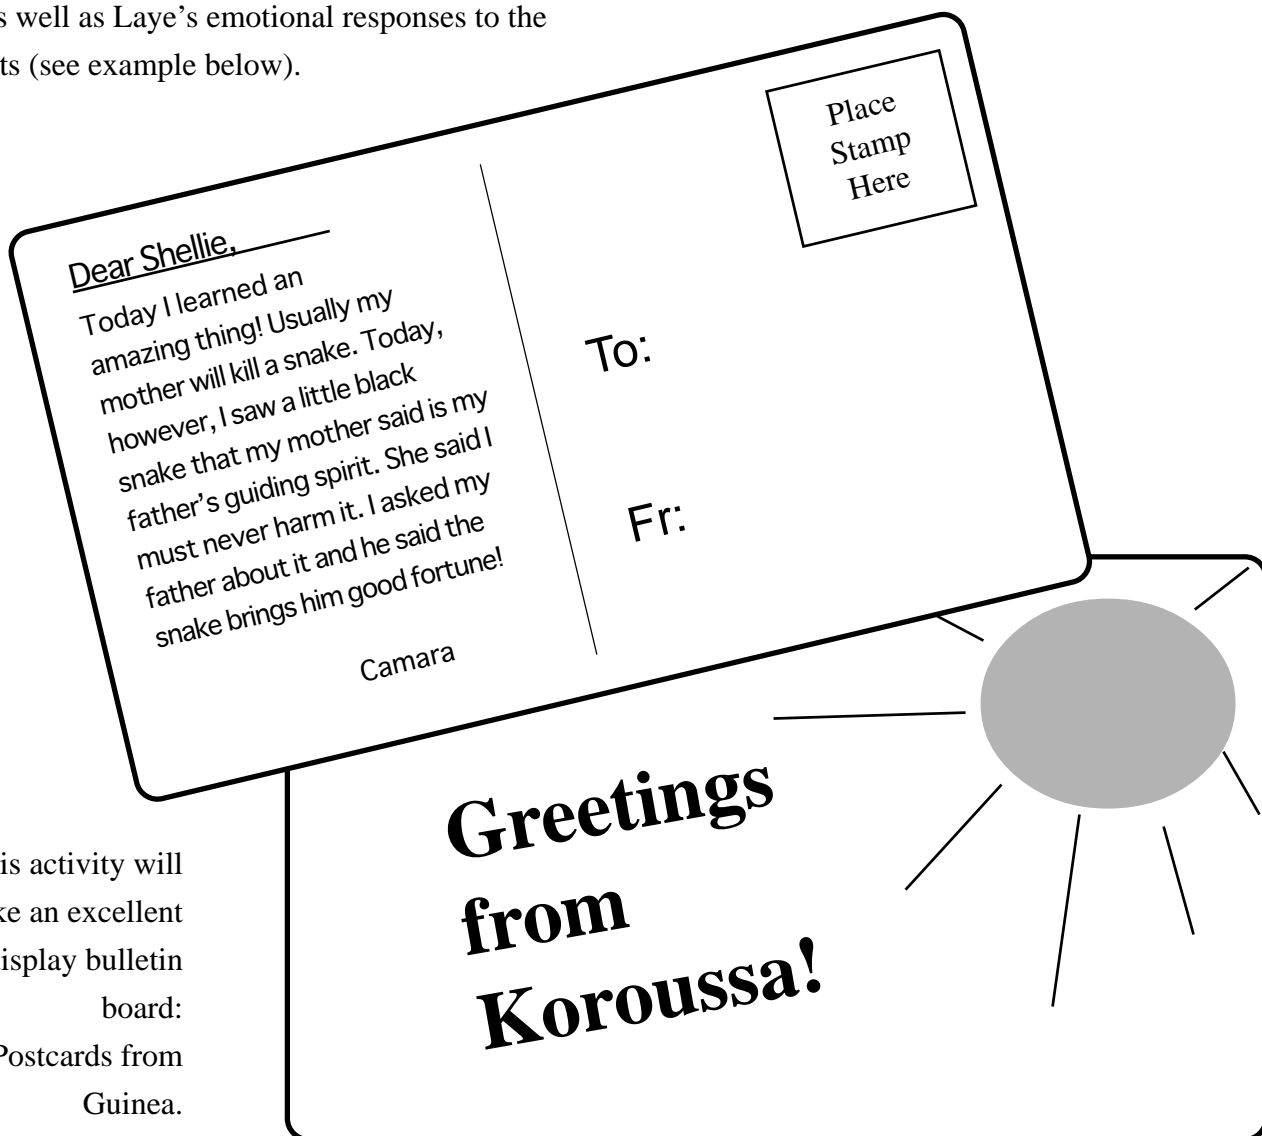 s well as Laye’s emotional responses to the
ts (see example below).
Place
Stamp
Here
Dear Shellie,
Today I learned an
amazing thing! Usually my
mother will kill a snake. Today,
however, I saw a little black
snake that my mother said is my
father’s guiding spirit. She said I
must never harm it. I asked my
father about it and he said the
snake brings him good fortune!
Camara
To:
Fr:
Greetings
from
Koroussa!
is activity will
ke an excellent
isplay bulletin
board:
Postcards from
Guinea.